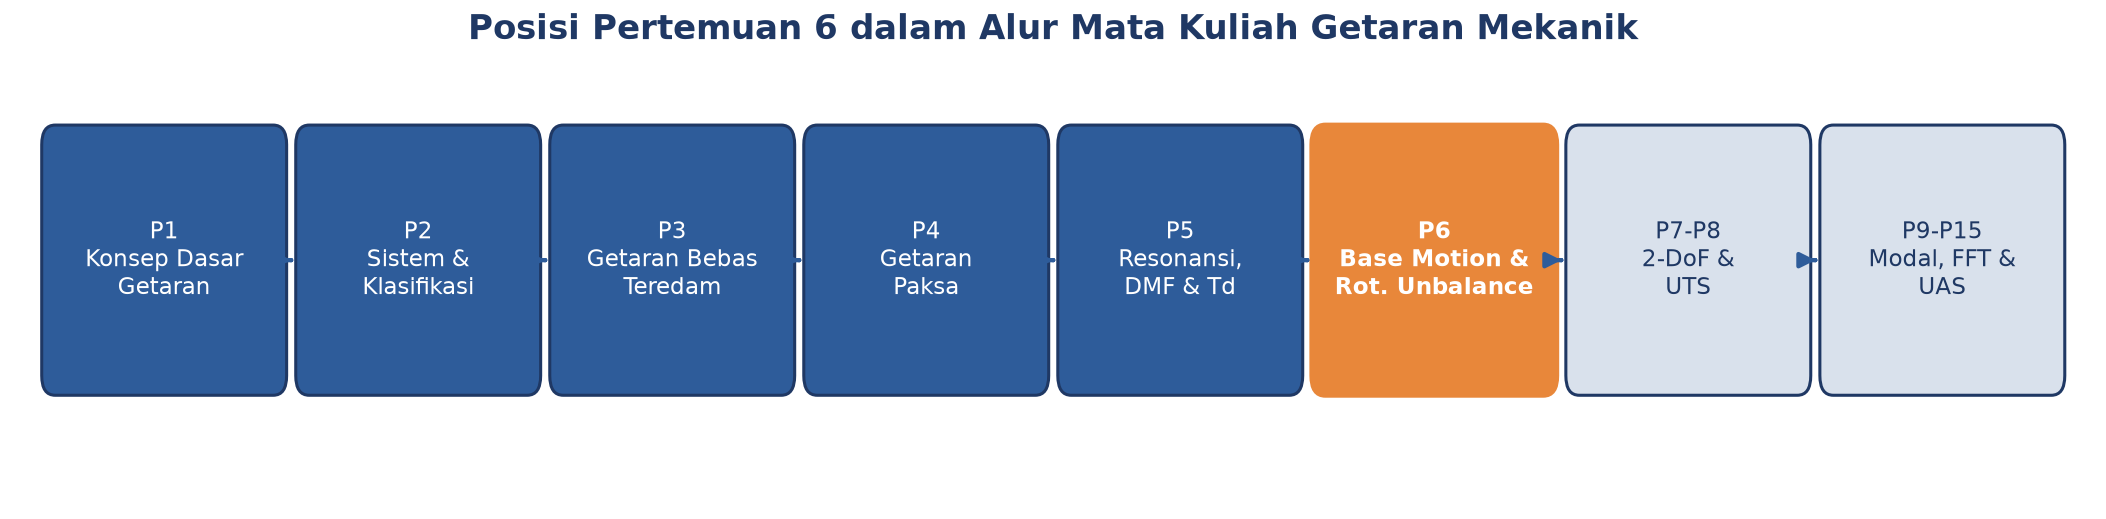 Posisi Pertemuan 6 dalam Alur Mata Kuliah Getaran Mekanik
P1
Konsep Dasar
Getaran
P2
Sistem &
Klasifikasi
P3
Getaran Bebas
Teredam
P4
Getaran
Paksa
P5
Resonansi,
DMF & Td
P6
Base Motion &
Rot. Unbalance
P7-P8
2-DoF &
UTS
P9-P15
Modal, FFT &
UAS